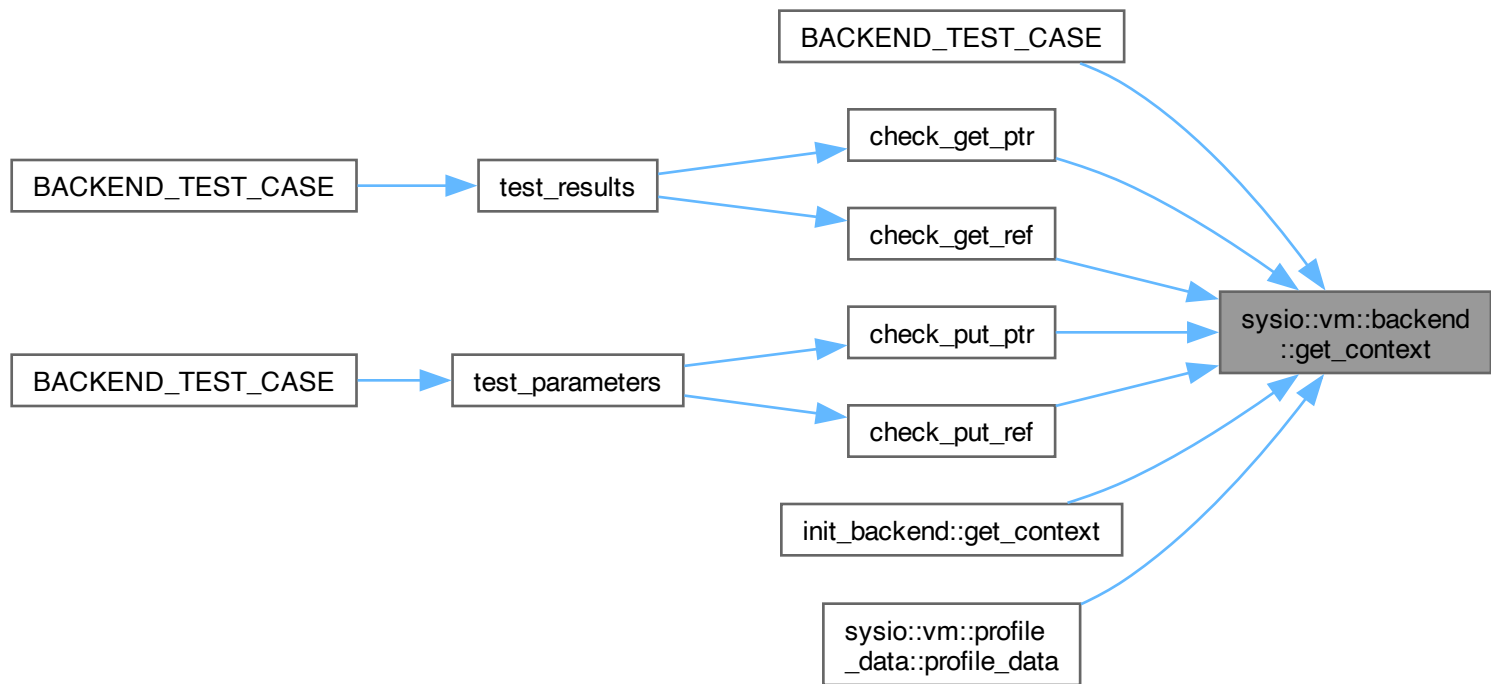 BACKEND_TEST_CASE
check_get_ptr
BACKEND_TEST_CASE
test_results
check_get_ref
sysio::vm::backend
::get_context
check_put_ptr
BACKEND_TEST_CASE
test_parameters
check_put_ref
init_backend::get_context
sysio::vm::profile
_data::profile_data